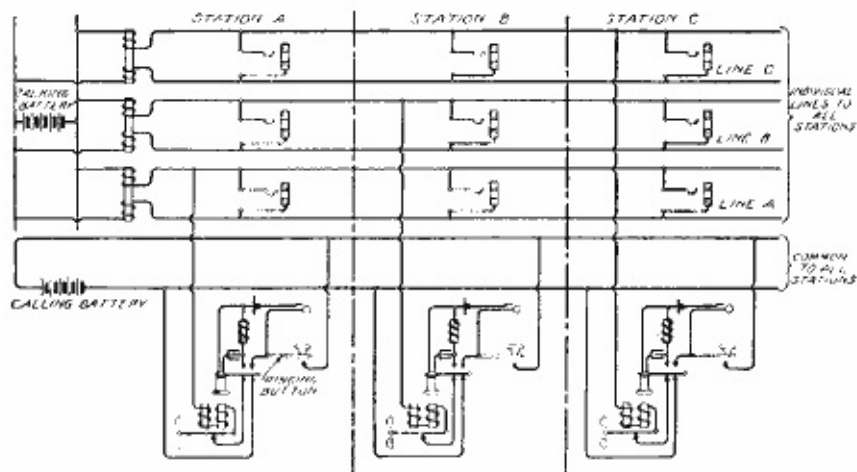 STATION A
STATION B
STATION C
LINE C
TALKING
BATTERY
INDIVIDUAL
LINES TO
ALL
STATIONS
LINE B
LINE A
COMMON
TO ALL
STATIONS
CALLING BATTERY
RINGING
BUTTON